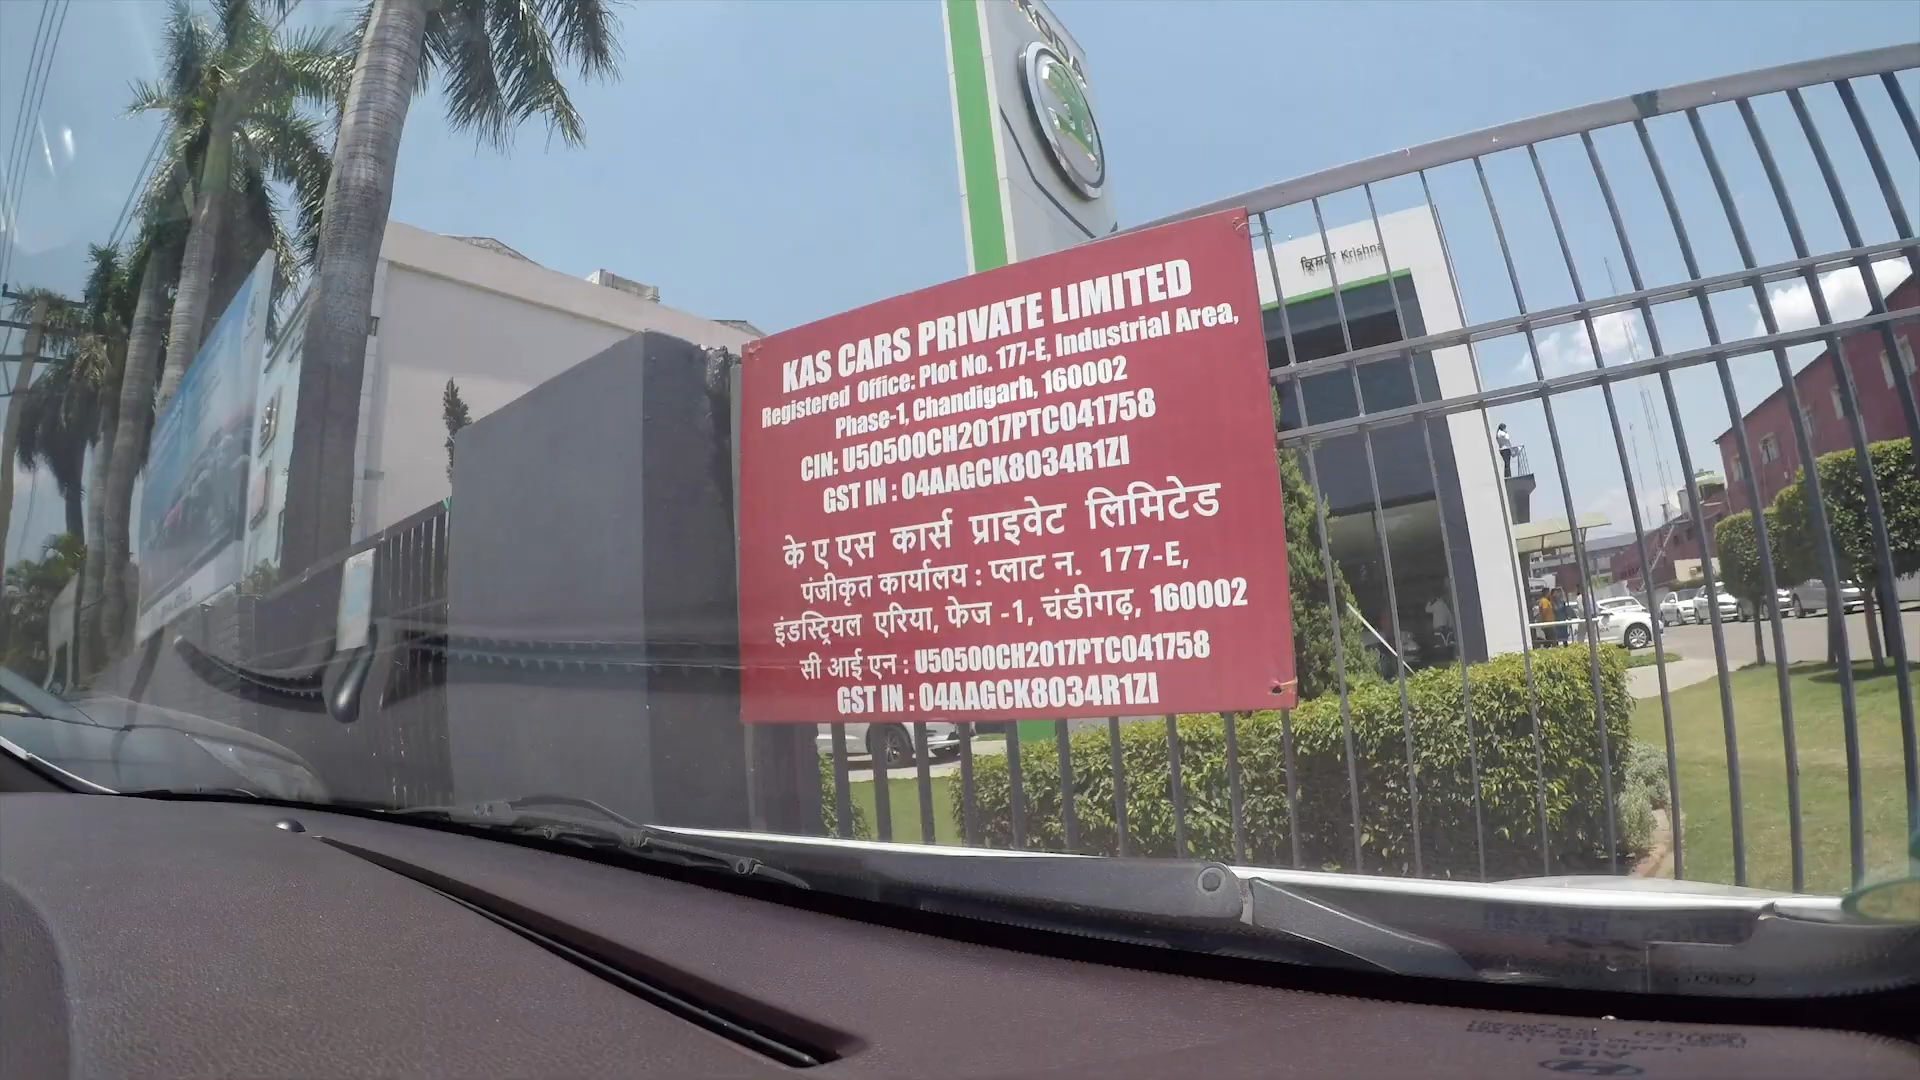 KAS CARS PRIVATE LIMITED
Registered Office: Plot No. 177-E, Industrial Area,
Phase-1, Chandigarh, 160002
CIN: U50500CH2017PTC041758
GST IN : 04AAGCK8034R1ZI
के ए एस कार्स प्राइवेट लिमिटेड
पंजीकृत कार्यालय : प्लाट न. 177-E,
इंडस्ट्रियल एरिया, फेज -1, चंडीगढ़, 160002
सी आई एन : U50500CH2017PTC041758
GST IN : 04AAGCK8034R1ZI
Krishna